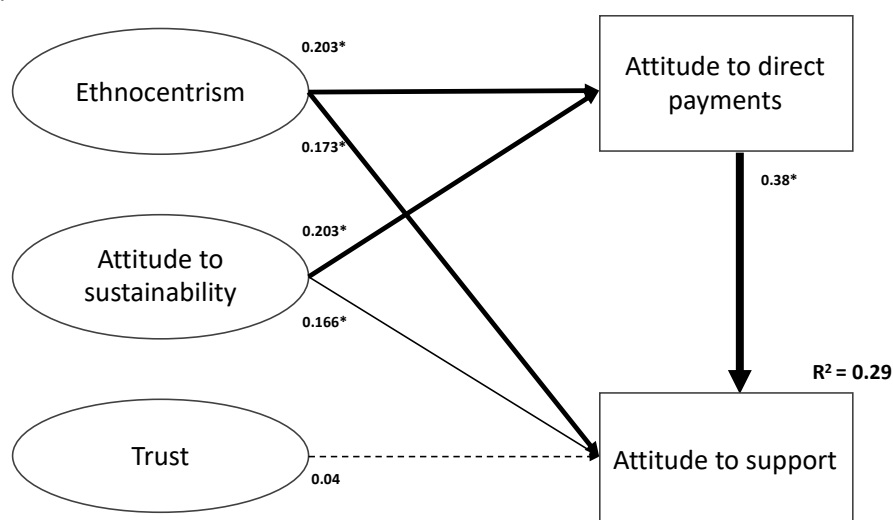 0.203*
Ethnocentrism
0.173*
Attitude to direct
payments
0.38*
0.203*
Attitude to
sustainability
0.166*
R² = 0.29
Trust
0.04
Attitude to support